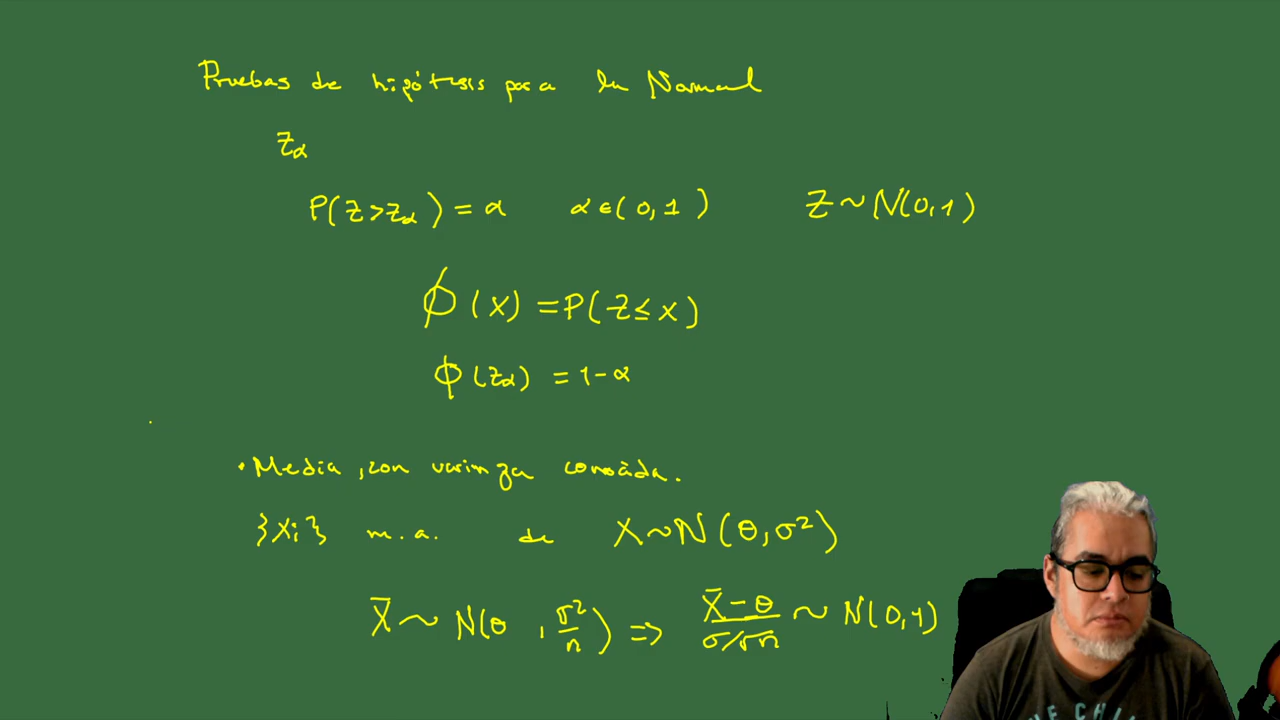 Pruebas de hipótesis para la Normal
zα
P(Z>zα) = α α∈(0,1) Z∼N(0,1)
Φ(x) = P(Z≤x)
Φ(zα) = 1-α
• Media, con varianza conocida.
{Xi} m.a. de X∼N(θ,σ²)
X̄∼N(θ, σ²/n) ⇒ (X̄-θ)/(σ/√n) ∼ N(0,1)